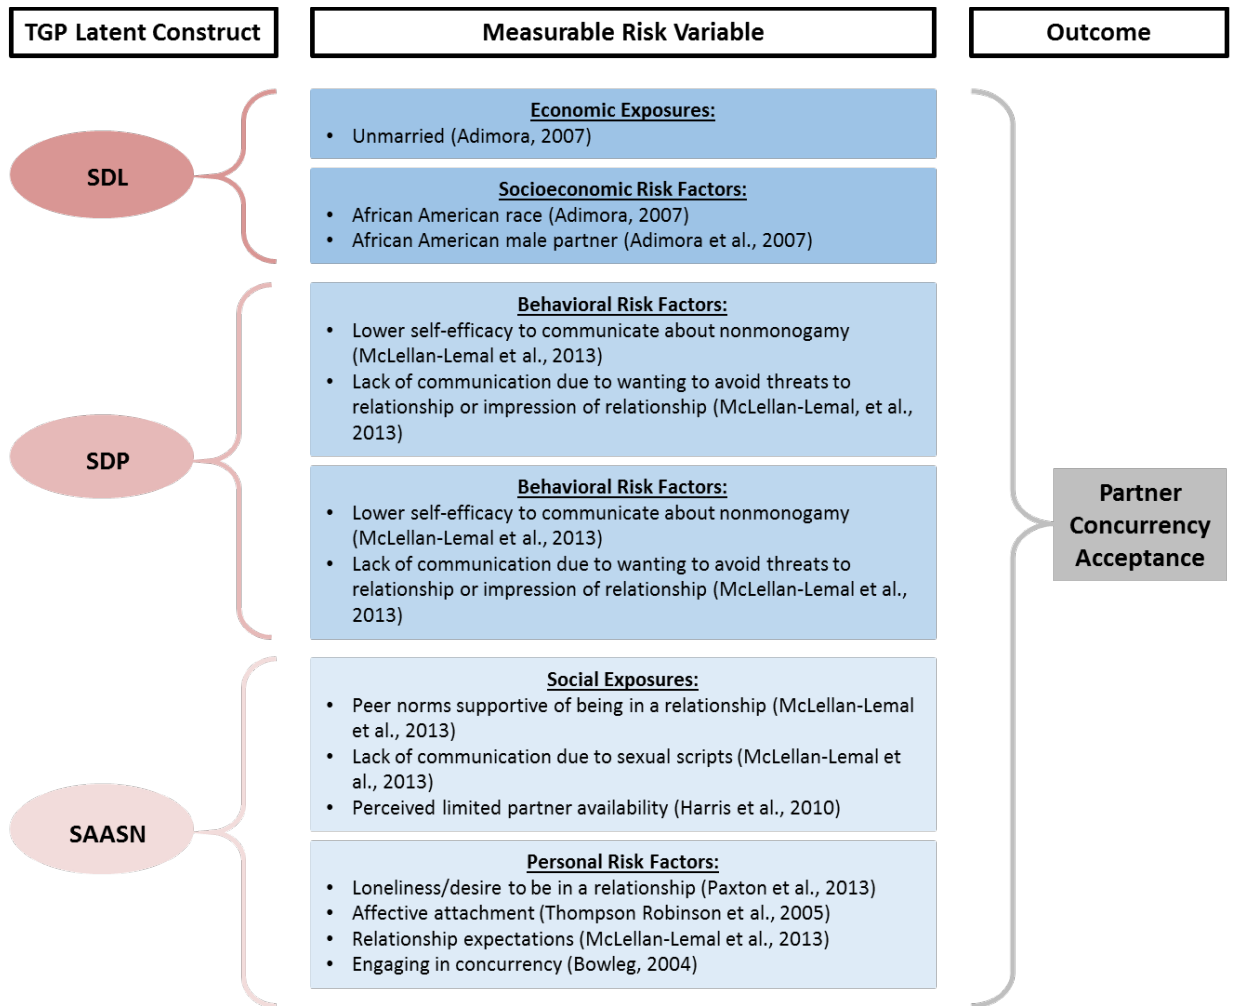 TGP Latent Construct
Measurable Risk Variable
Outcome
SDL
Economic Exposures:
• Unmarried (Adimora, 2007)
Socioeconomic Risk Factors:
• African American race (Adimora, 2007)
• African American male partner (Adimora et al., 2007)
SDP
Behavioral Risk Factors:
• Lower self-efficacy to communicate about nonmonogamy
(McLellan-Lemal et al., 2013)
• Lack of communication due to wanting to avoid threats to
relationship or impression of relationship (McLellan-Lemal, et al.,
2013)
Behavioral Risk Factors:
• Lower self-efficacy to communicate about nonmonogamy
(McLellan-Lemal et al., 2013)
• Lack of communication due to wanting to avoid threats to
relationship or impression of relationship (McLellan-Lemal et al.,
2013)
SAASN
Social Exposures:
• Peer norms supportive of being in a relationship (McLellan-Lemal
et al., 2013)
• Lack of communication due to sexual scripts (McLellan-Lemal et
al., 2013)
• Perceived limited partner availability (Harris et al., 2010)
Personal Risk Factors:
• Loneliness/desire to be in a relationship (Paxton et al., 2013)
• Affective attachment (Thompson Robinson et al., 2005)
• Relationship expectations (McLellan-Lemal et al., 2013)
• Engaging in concurrency (Bowleg, 2004)
Partner
Concurrency
Acceptance